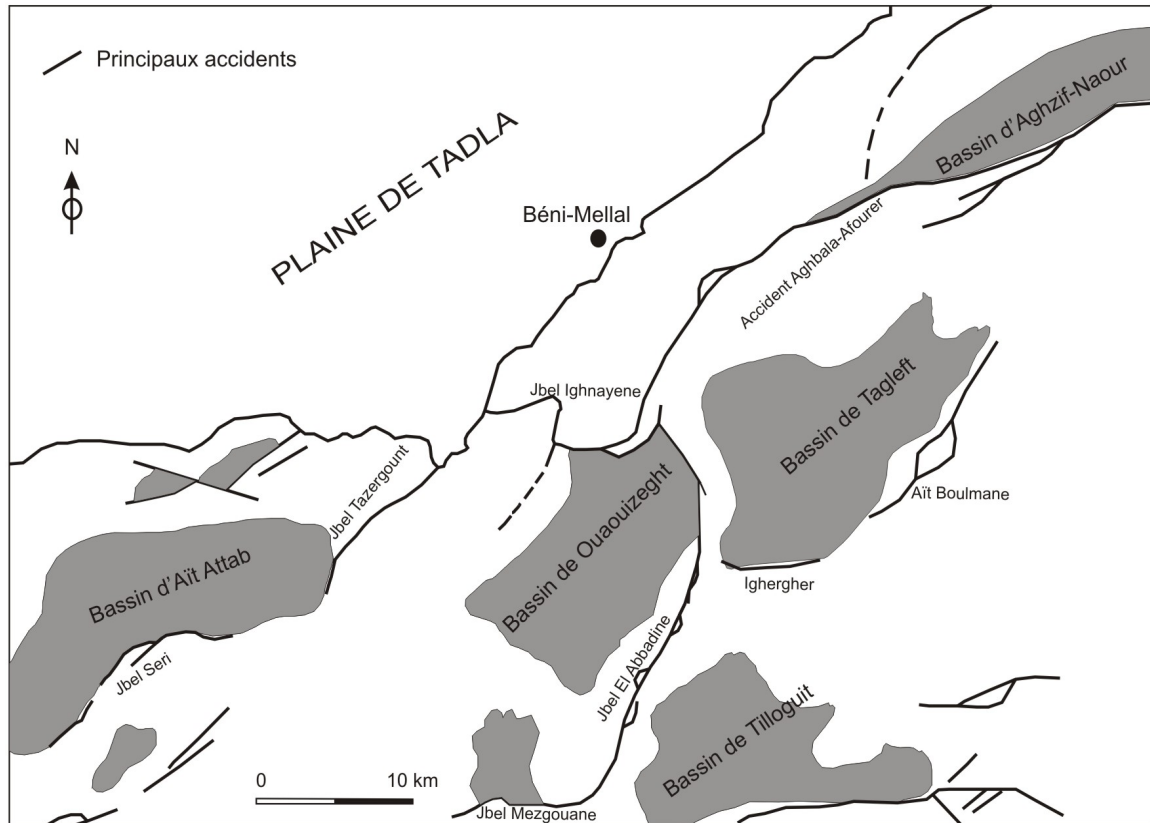 Principaux accidents
N
PLAINE DE TADLA
Béni-Mellal
Bassin d'Aghzif-Naour
Accident Aghbala-Afourer
Jbel Ighnayene
Bassin de Tagleft
Jbel Tazergount
Bassin de Ouaouizeght
Aït Boulmane
Bassin d'Aït Attab
Ighergher
Jbel Seri
Jbel El Abbadine
Bassin de Tilloguit
0 10 km
Jbel Mezgouane